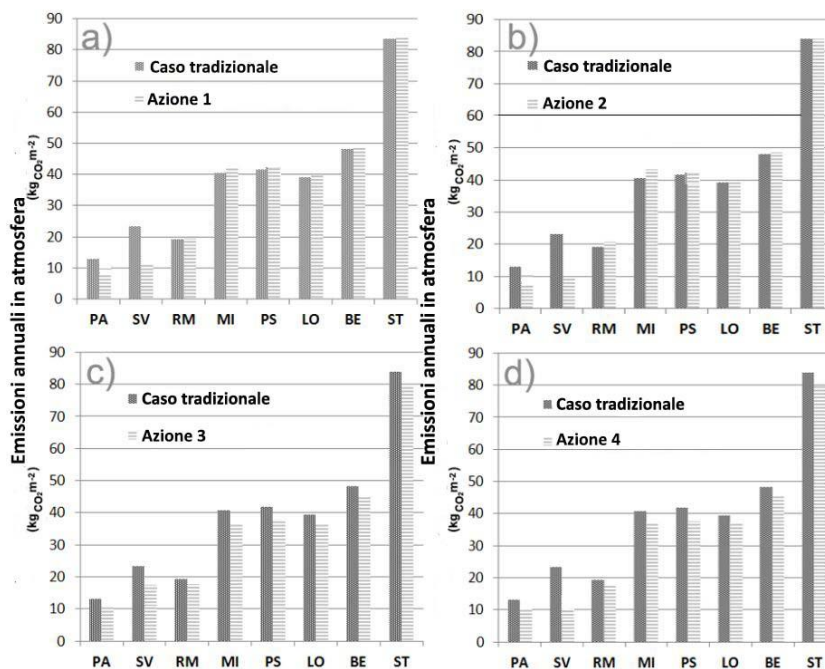 a)
Caso tradizionale
Azione 1
Emissioni annuali in atmosfera
(kgCO2m-2)
90
80
70
60
50
40
30
20
10
0
PA SV RM MI PS LO BE ST
b)
Caso tradizionale
Azione 2
Emissioni annuali in atmosfera
(kgCO2m-2)
90
80
70
60
50
40
30
20
10
0
PA SV RM MI PS LO BE ST
c)
Caso tradizionale
Azione 3
(kgCO2m-2)
90
80
70
60
50
40
30
20
10
0
PA SV RM MI PS LO BE ST
d)
Caso tradizionale
Azione 4
(kgCO2m-2)
90
80
70
60
50
40
30
20
10
0
PA SV RM MI PS LO BE ST